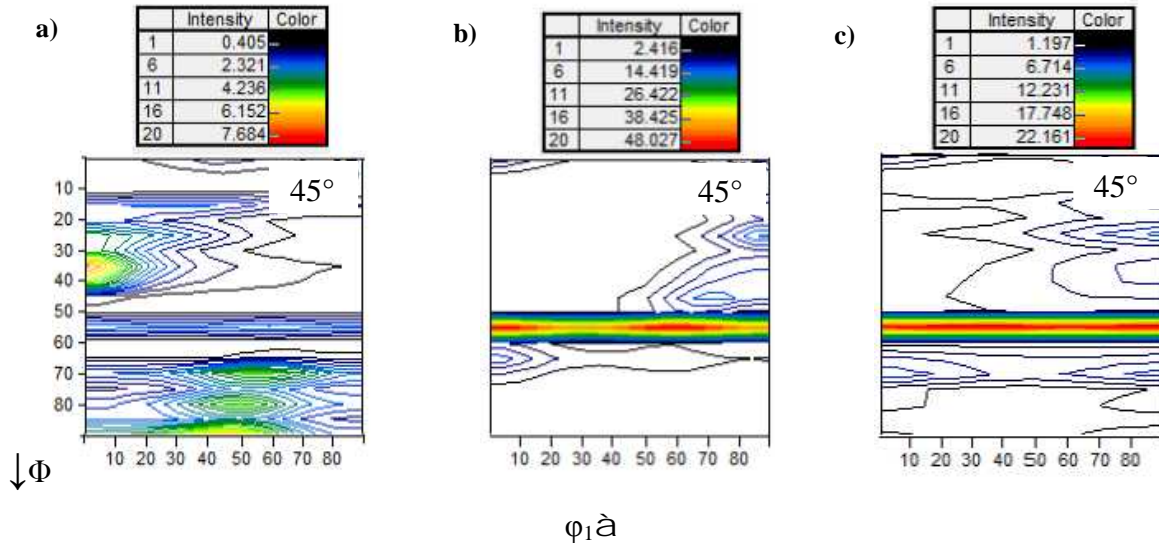 a)
Intensity Color
1 0.405
6 2.321
11 4.236
16 6.152
20 7.684
45°
10
20
30
40
50
60
70
80
10 20 30 40 50 60 70 80
b)
Intensity Color
1 2.416
6 14.419
11 26.422
16 38.425
20 48.027
45°
10 20 30 40 50 60 70 80
c)
Intensity Color
1 1.197
6 6.714
11 12.231
16 17.748
20 22.161
45°
10 20 30 40 50 60 70 80
↓Φ
φ₁à